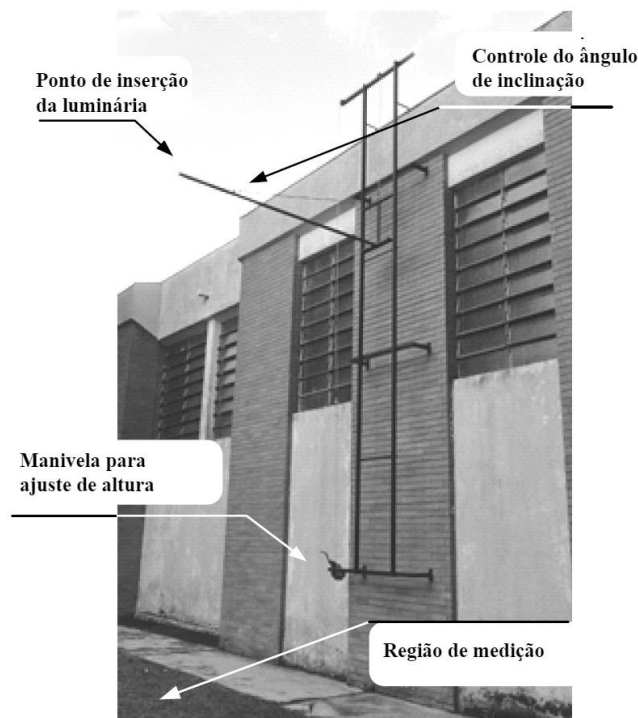 Ponto de inserção
da luminária
Controle do ângulo
de inclinação
Manivela para
ajuste de altura
Região de medição